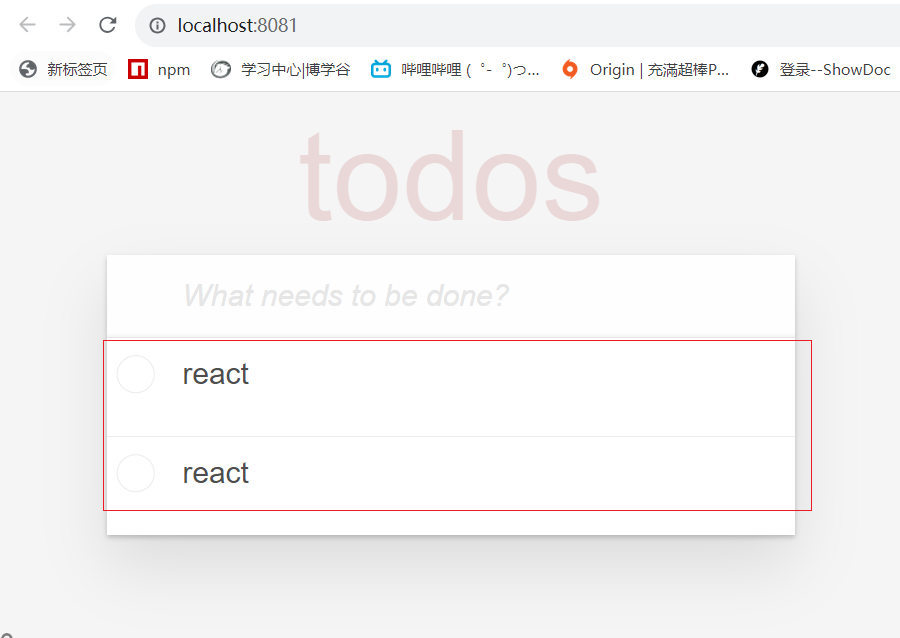 localhost:8081
新标签页 npm 学习中心|博学谷 哔哩哔哩 (゜-゜)つ... Origin | 充滿超棒P... 登录--ShowDoc
todos
What needs to be done?
react
react